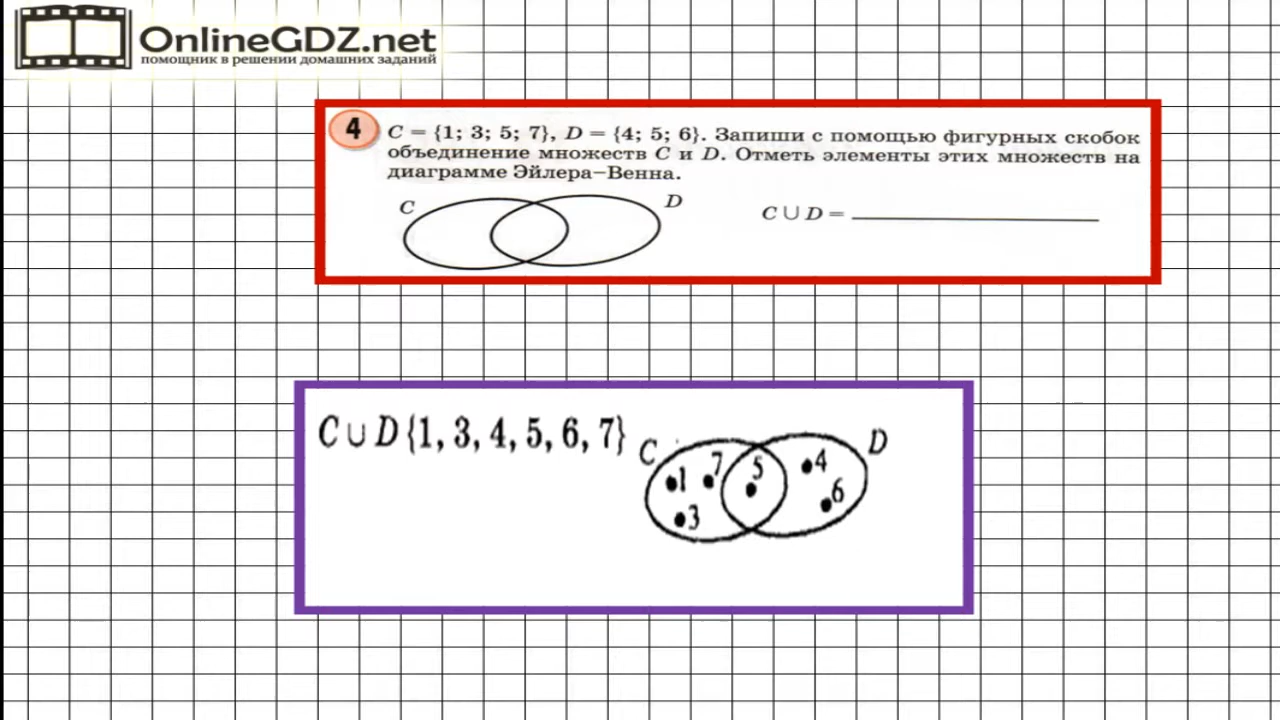 OnlineGDZ.net
помощник в решении домашних заданий
4
C = {1; 3; 5; 7}, D = {4; 5; 6}. Запиши с помощью фигурных скобок
объединение множеств C и D. Отметь элементы этих множеств на
диаграмме Эйлера–Венна.
C
D
C ∪ D =
C ∪ D {1, 3, 4, 5, 6, 7}
C
D
1
7
5
4
3
6